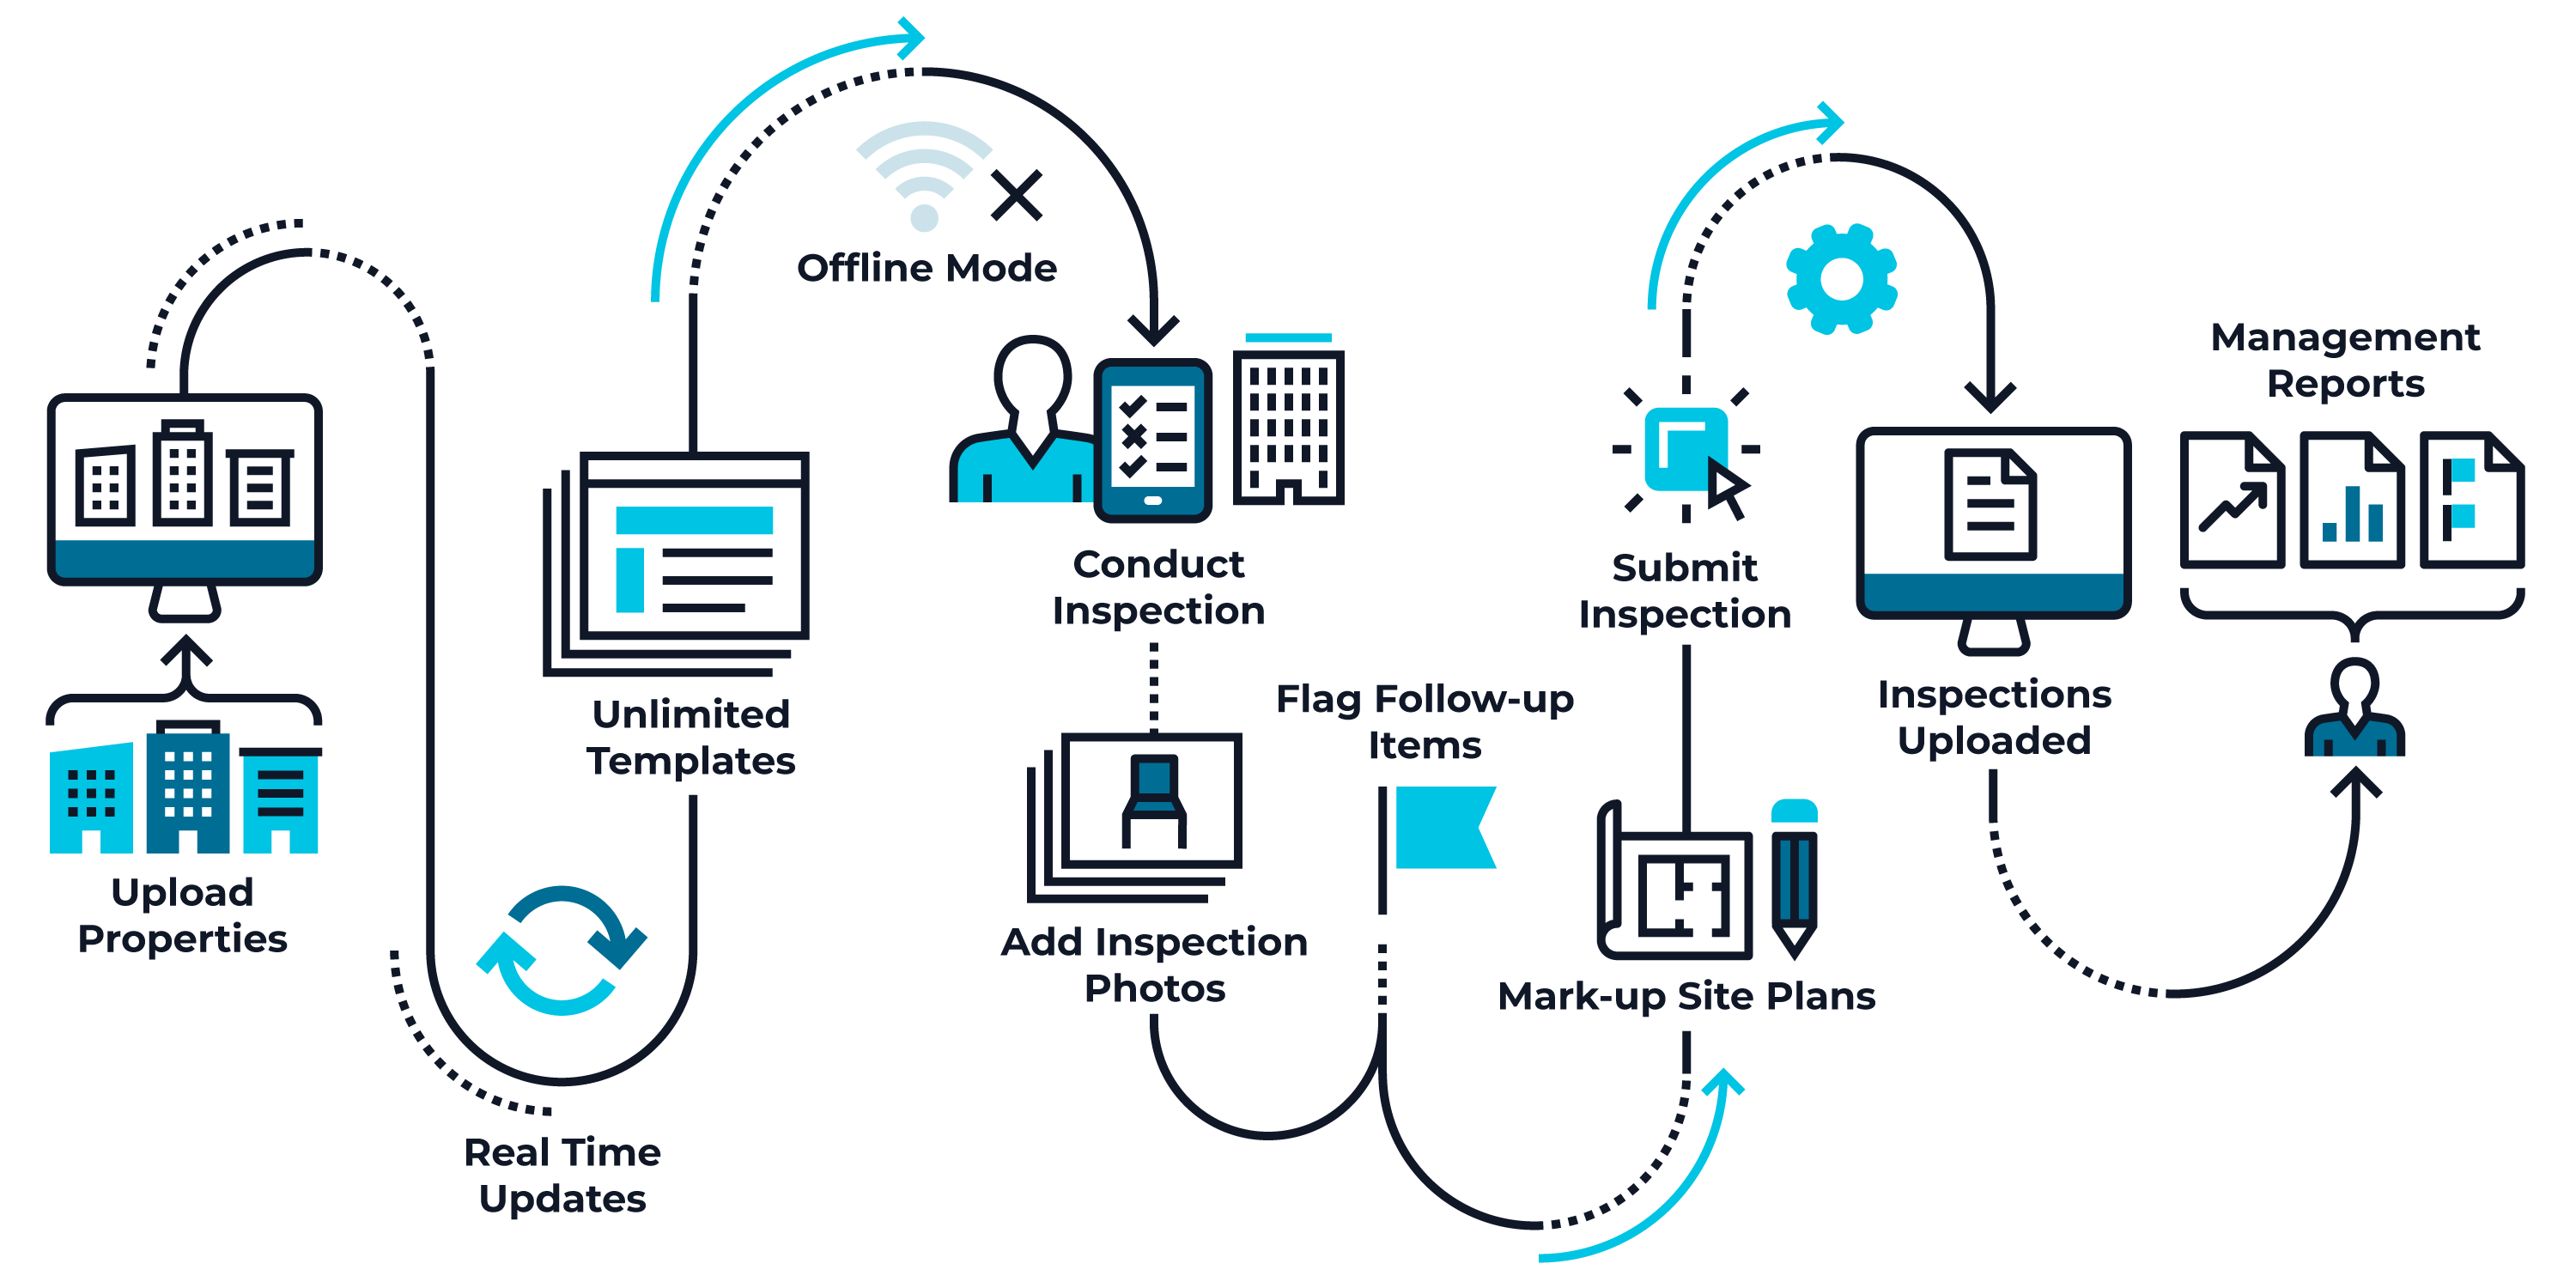 Upload
Properties
Real Time
Updates
Unlimited
Templates
Offline Mode
Conduct
Inspection
Add Inspection
Photos
Flag Follow-up
Items
Mark-up Site Plans
Submit
Inspection
Inspections
Uploaded
Management
Reports